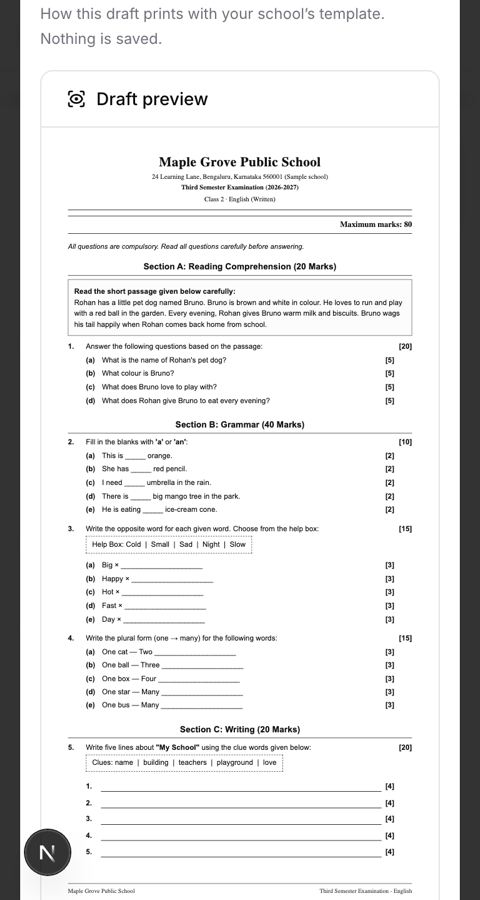 How this draft prints with your school's template.
Nothing is saved.
Draft preview
Maple Grove Public School
24 Learning Lane, Bengaluru, Karnataka 560001 (Sample school)
Third Semester Examination (2026-2027)
Class 2 · English (Written)
Maximum marks: 80
All questions are compulsory. Read all questions carefully before answering.
Section A: Reading Comprehension (20 Marks)
Read the short passage given below carefully:
Rohan has a little pet dog named Bruno. Bruno is brown and white in colour. He loves to run and play
with a red ball in the garden. Every evening, Rohan gives Bruno warm milk and biscuits. Bruno wags
his tail happily when Rohan comes back home from school.
1. Answer the following questions based on the passage: [20]
(a) What is the name of Rohan's pet dog? [5]
(b) What colour is Bruno? [5]
(c) What does Bruno love to play with? [5]
(d) What does Rohan give Bruno to eat every evening? [5]
Section B: Grammar (40 Marks)
2. Fill in the blanks with 'a' or 'an': [10]
(a) This is _____ orange. [2]
(b) She has _____ red pencil. [2]
(c) I need _____ umbrella in the rain. [2]
(d) There is _____ big mango tree in the park. [2]
(e) He is eating _____ ice-cream cone. [2]
3. Write the opposite word for each given word. Choose from the help box: [15]
Help Box: Cold | Small | Sad | Night | Slow
(a) Big × ____________________ [3]
(b) Happy × ____________________ [3]
(c) Hot × ____________________ [3]
(d) Fast × ____________________ [3]
(e) Day × ____________________ [3]
4. Write the plural form (one → many) for the following words: [15]
(a) One cat — Two ____________________ [3]
(b) One ball — Three ____________________ [3]
(c) One box — Four ____________________ [3]
(d) One star — Many ____________________ [3]
(e) One bus — Many ____________________ [3]
Section C: Writing (20 Marks)
5. Write five lines about "My School" using the clue words given below: [20]
Clues: name | building | teachers | playground | love
1. [4]
2. [4]
3. [4]
4. [4]
5. [4]
N
Maple Grove Public School Third Semester Examination · English